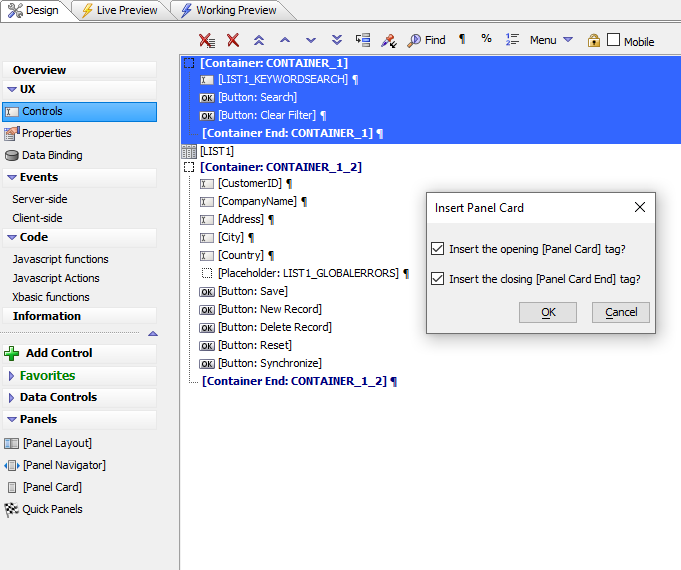 Design
Live Preview
Working Preview
Find ¶ % Menu Mobile
Overview
UX
Controls
Properties
Data Binding
Events
Server-side
Client-side
Code
Javascript functions
Javascript Actions
Xbasic functions
Information
Add Control
Favorites
Data Controls
Panels
[Panel Layout]
[Panel Navigator]
[Panel Card]
Quick Panels
[Container: CONTAINER_1]
[LIST1_KEYWORDSEARCH] ¶
OK [Button: Search]
OK [Button: Clear Filter] ¶
[Container End: CONTAINER_1] ¶
[LIST1]
[Container: CONTAINER_1_2]
[CustomerID] ¶
[CompanyName] ¶
[Address] ¶
[City] ¶
[Country] ¶
[Placeholder: LIST1_GLOBALERRORS] ¶
OK [Button: Save]
OK [Button: New Record]
OK [Button: Delete Record]
OK [Button: Reset]
OK [Button: Synchronize]
[Container End: CONTAINER_1_2] ¶
Insert Panel Card
Insert the opening [Panel Card] tag?
Insert the closing [Panel Card End] tag?
OK
Cancel